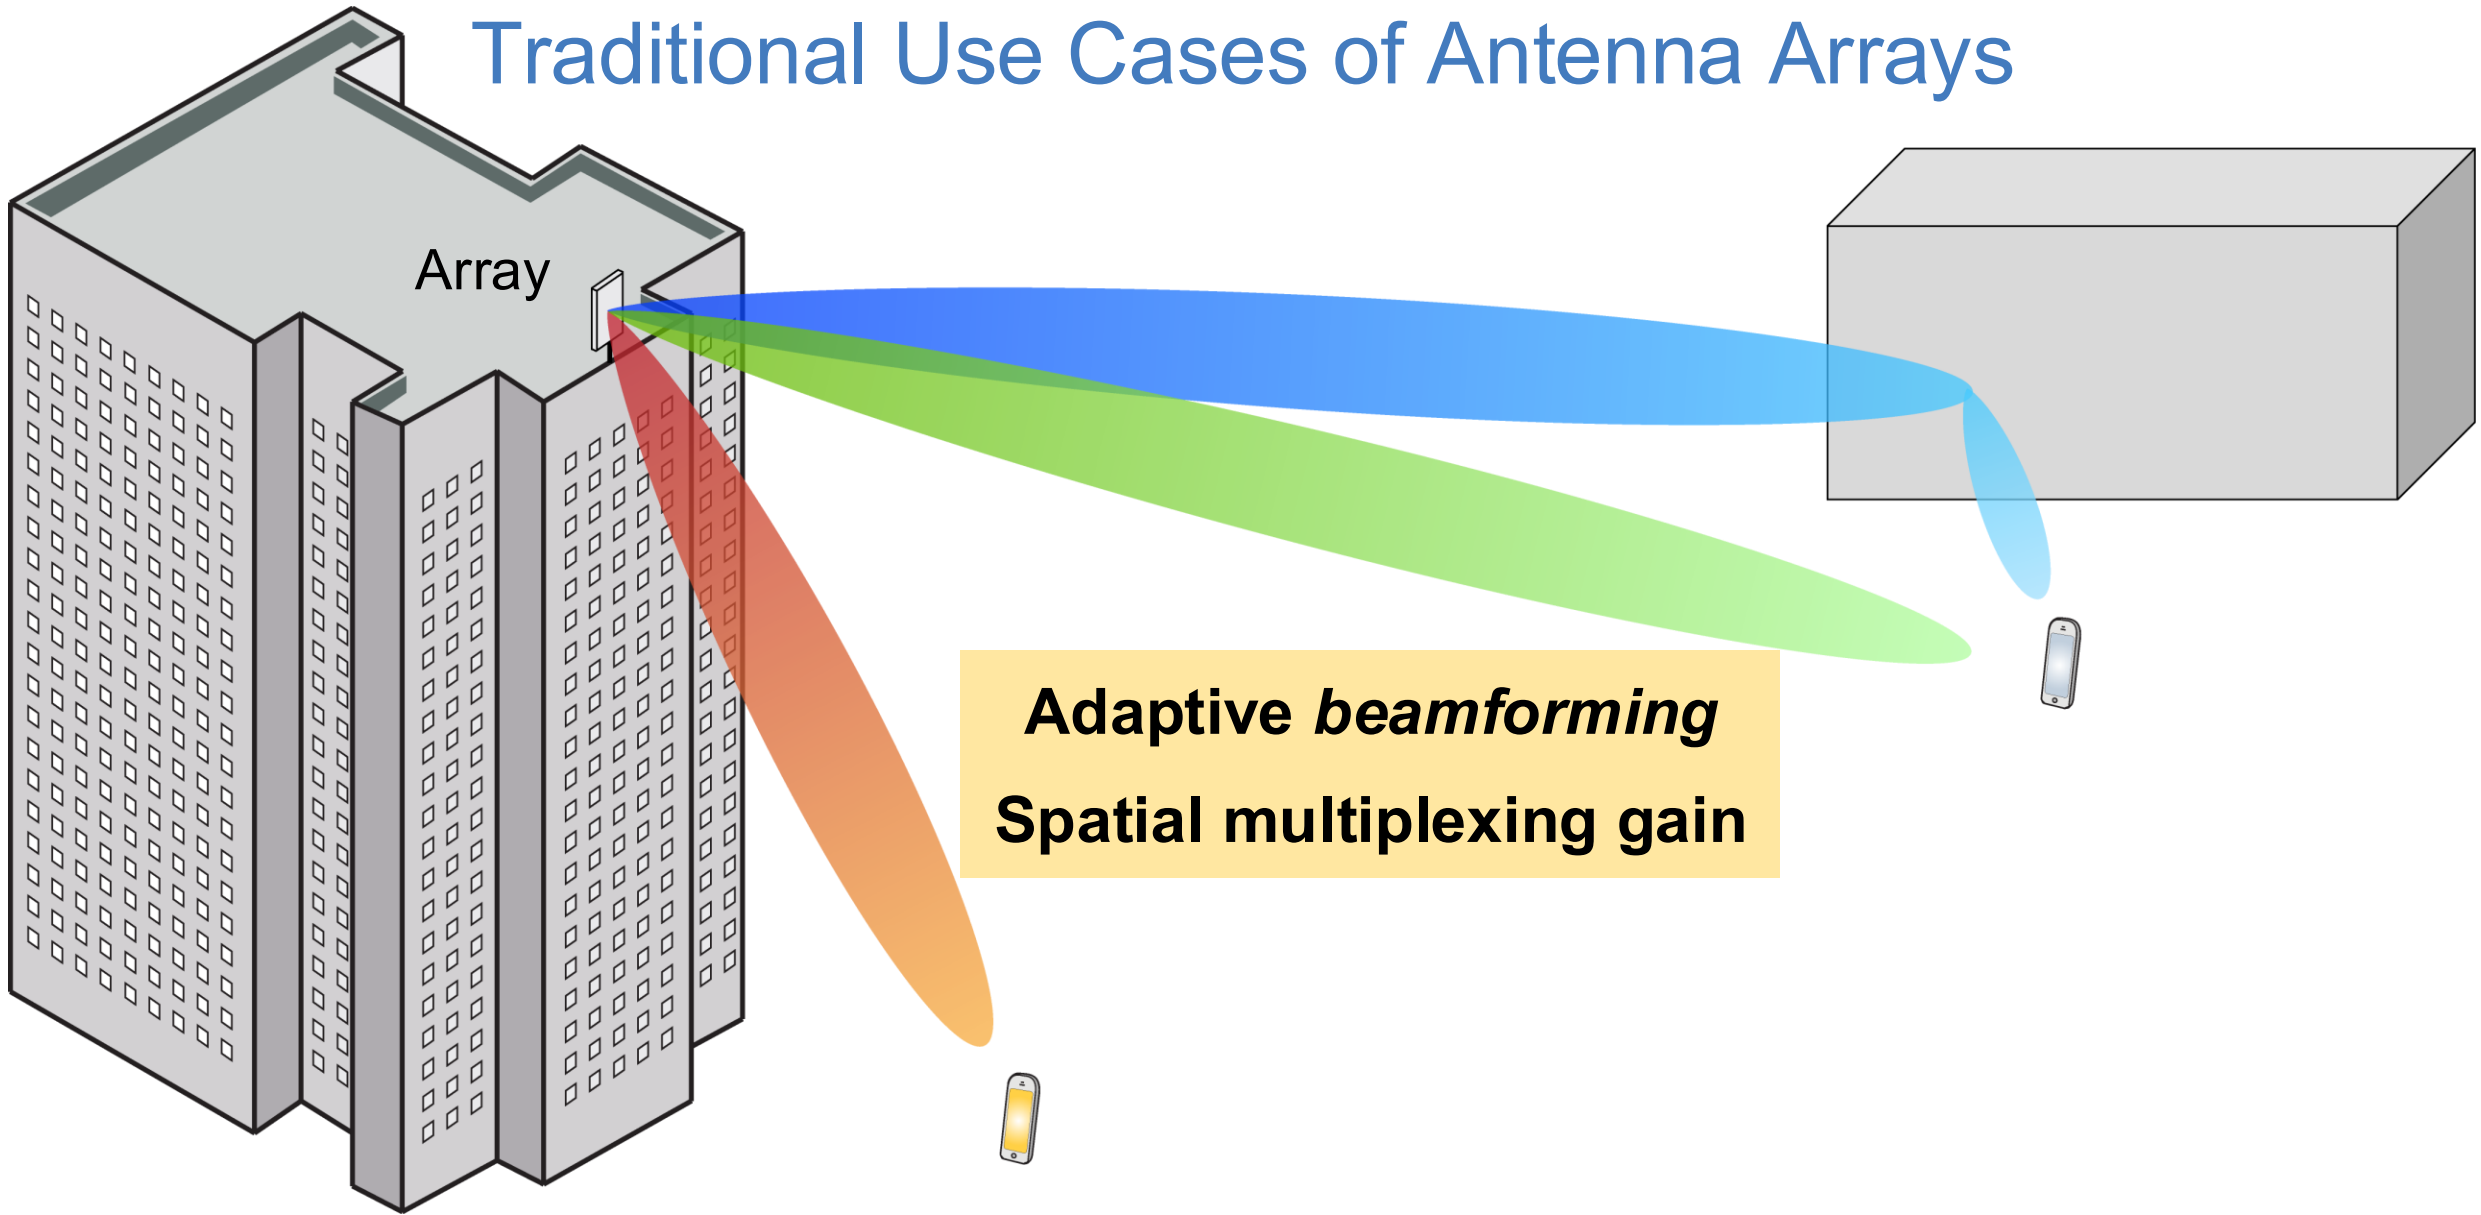 Traditional Use Cases of Antenna Arrays
Array
Adaptive beamforming
Spatial multiplexing gain